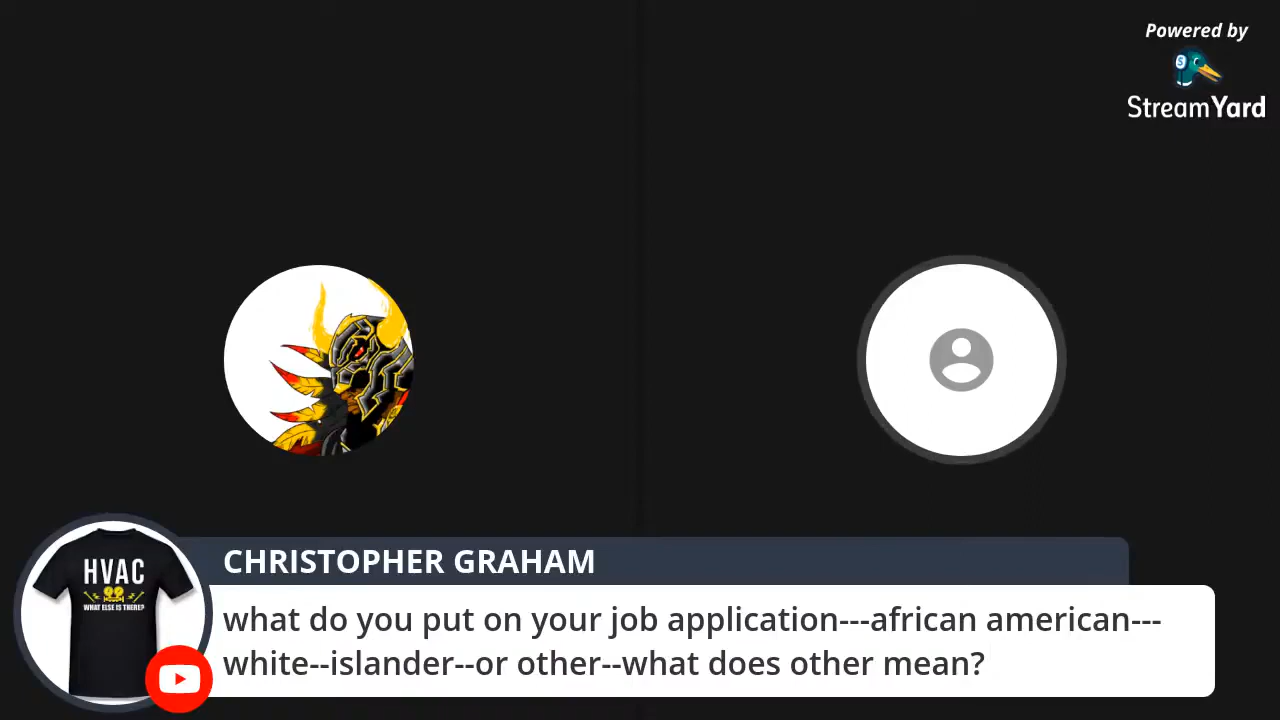 Powered by
StreamYard
CHRISTOPHER GRAHAM
what do you put on your job application---african american---
white--islander--or other--what does other mean?
HVAC
WHAT ELSE IS THERE?